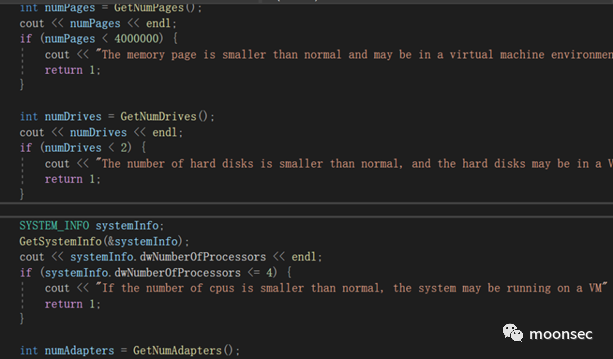 int numPages = GetNumPages();
cout << numPages << endl;
if (numPages < 4000000) {
cout << "The memory page is smaller than normal and may be in a virtual machine environmen
return 1;
}
int numDrives = GetNumDrives();
cout << numDrives << endl;
if (numDrives < 2) {
cout << "The number of hard disks is smaller than normal, and the hard disks may be in a V
return 1;
}
SYSTEM_INFO systemInfo;
GetSystemInfo(&systemInfo);
cout << systemInfo.dwNumberOfProcessors << endl;
if (systemInfo.dwNumberOfProcessors <= 4) {
cout << "If the number of cpus is smaller than normal, the system may be running on a VM"
return 1;
}
int numAdapters = GetNumAdapters();
moonsec